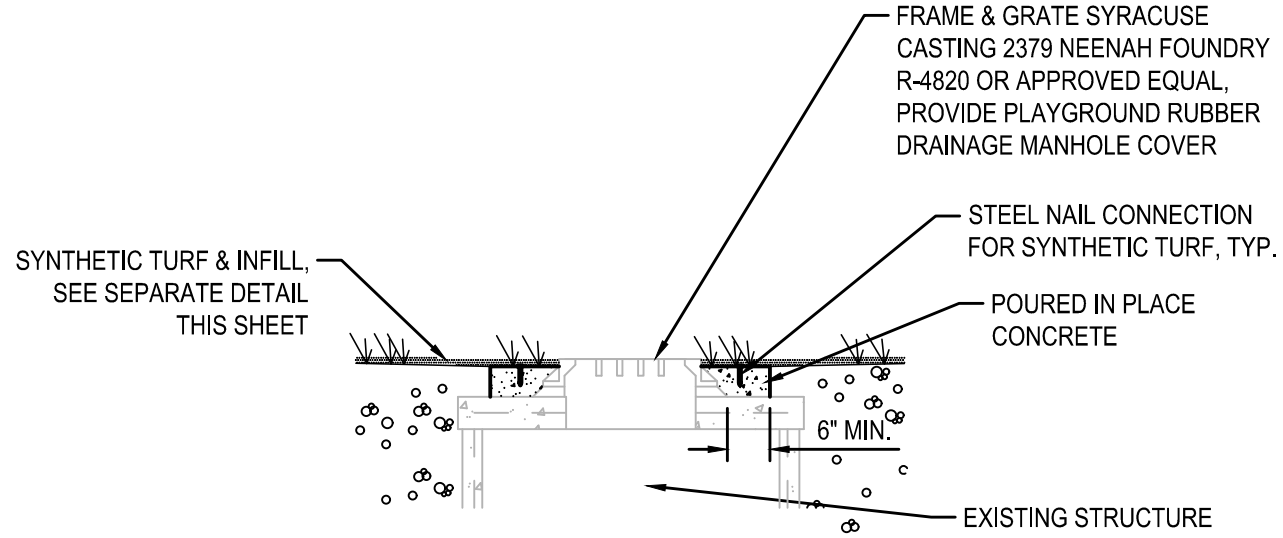 FRAME & GRATE SYRACUSE
CASTING 2379 NEENAH FOUNDRY
R-4820 OR APPROVED EQUAL,
PROVIDE PLAYGROUND RUBBER
DRAINAGE MANHOLE COVER
STEEL NAIL CONNECTION
FOR SYNTHETIC TURF, TYP.
SYNTHETIC TURF & INFILL,
SEE SEPARATE DETAIL
THIS SHEET
POURED IN PLACE
CONCRETE
6" MIN.
EXISTING STRUCTURE